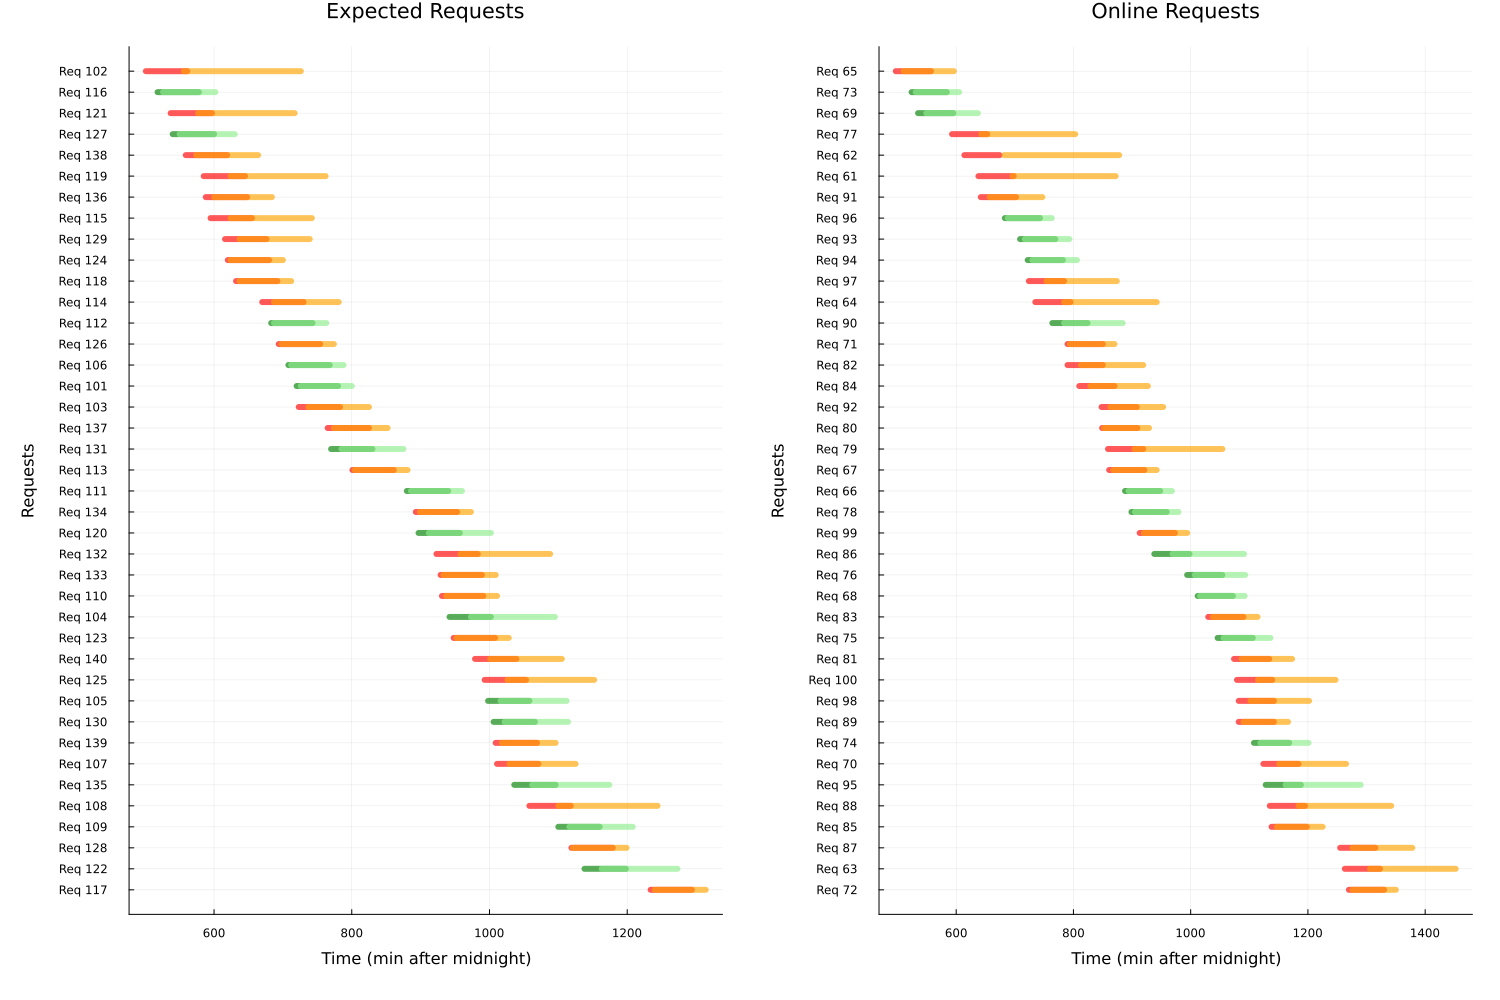 Expected Requests
Requests
Req 102
Req 116
Req 121
Req 127
Req 138
Req 119
Req 136
Req 115
Req 129
Req 124
Req 118
Req 114
Req 112
Req 126
Req 106
Req 101
Req 103
Req 137
Req 131
Req 113
Req 111
Req 134
Req 120
Req 132
Req 133
Req 110
Req 104
Req 123
Req 140
Req 125
Req 105
Req 130
Req 139
Req 107
Req 135
Req 108
Req 109
Req 128
Req 122
Req 117
600 800 1000 1200
Time (min after midnight)
Online Requests
Requests
Req 65
Req 73
Req 69
Req 77
Req 62
Req 61
Req 91
Req 96
Req 93
Req 94
Req 97
Req 64
Req 90
Req 71
Req 82
Req 84
Req 92
Req 80
Req 79
Req 67
Req 66
Req 78
Req 99
Req 86
Req 76
Req 68
Req 83
Req 75
Req 81
Req 100
Req 98
Req 89
Req 74
Req 70
Req 95
Req 88
Req 85
Req 87
Req 63
Req 72
600 800 1000 1200 1400
Time (min after midnight)